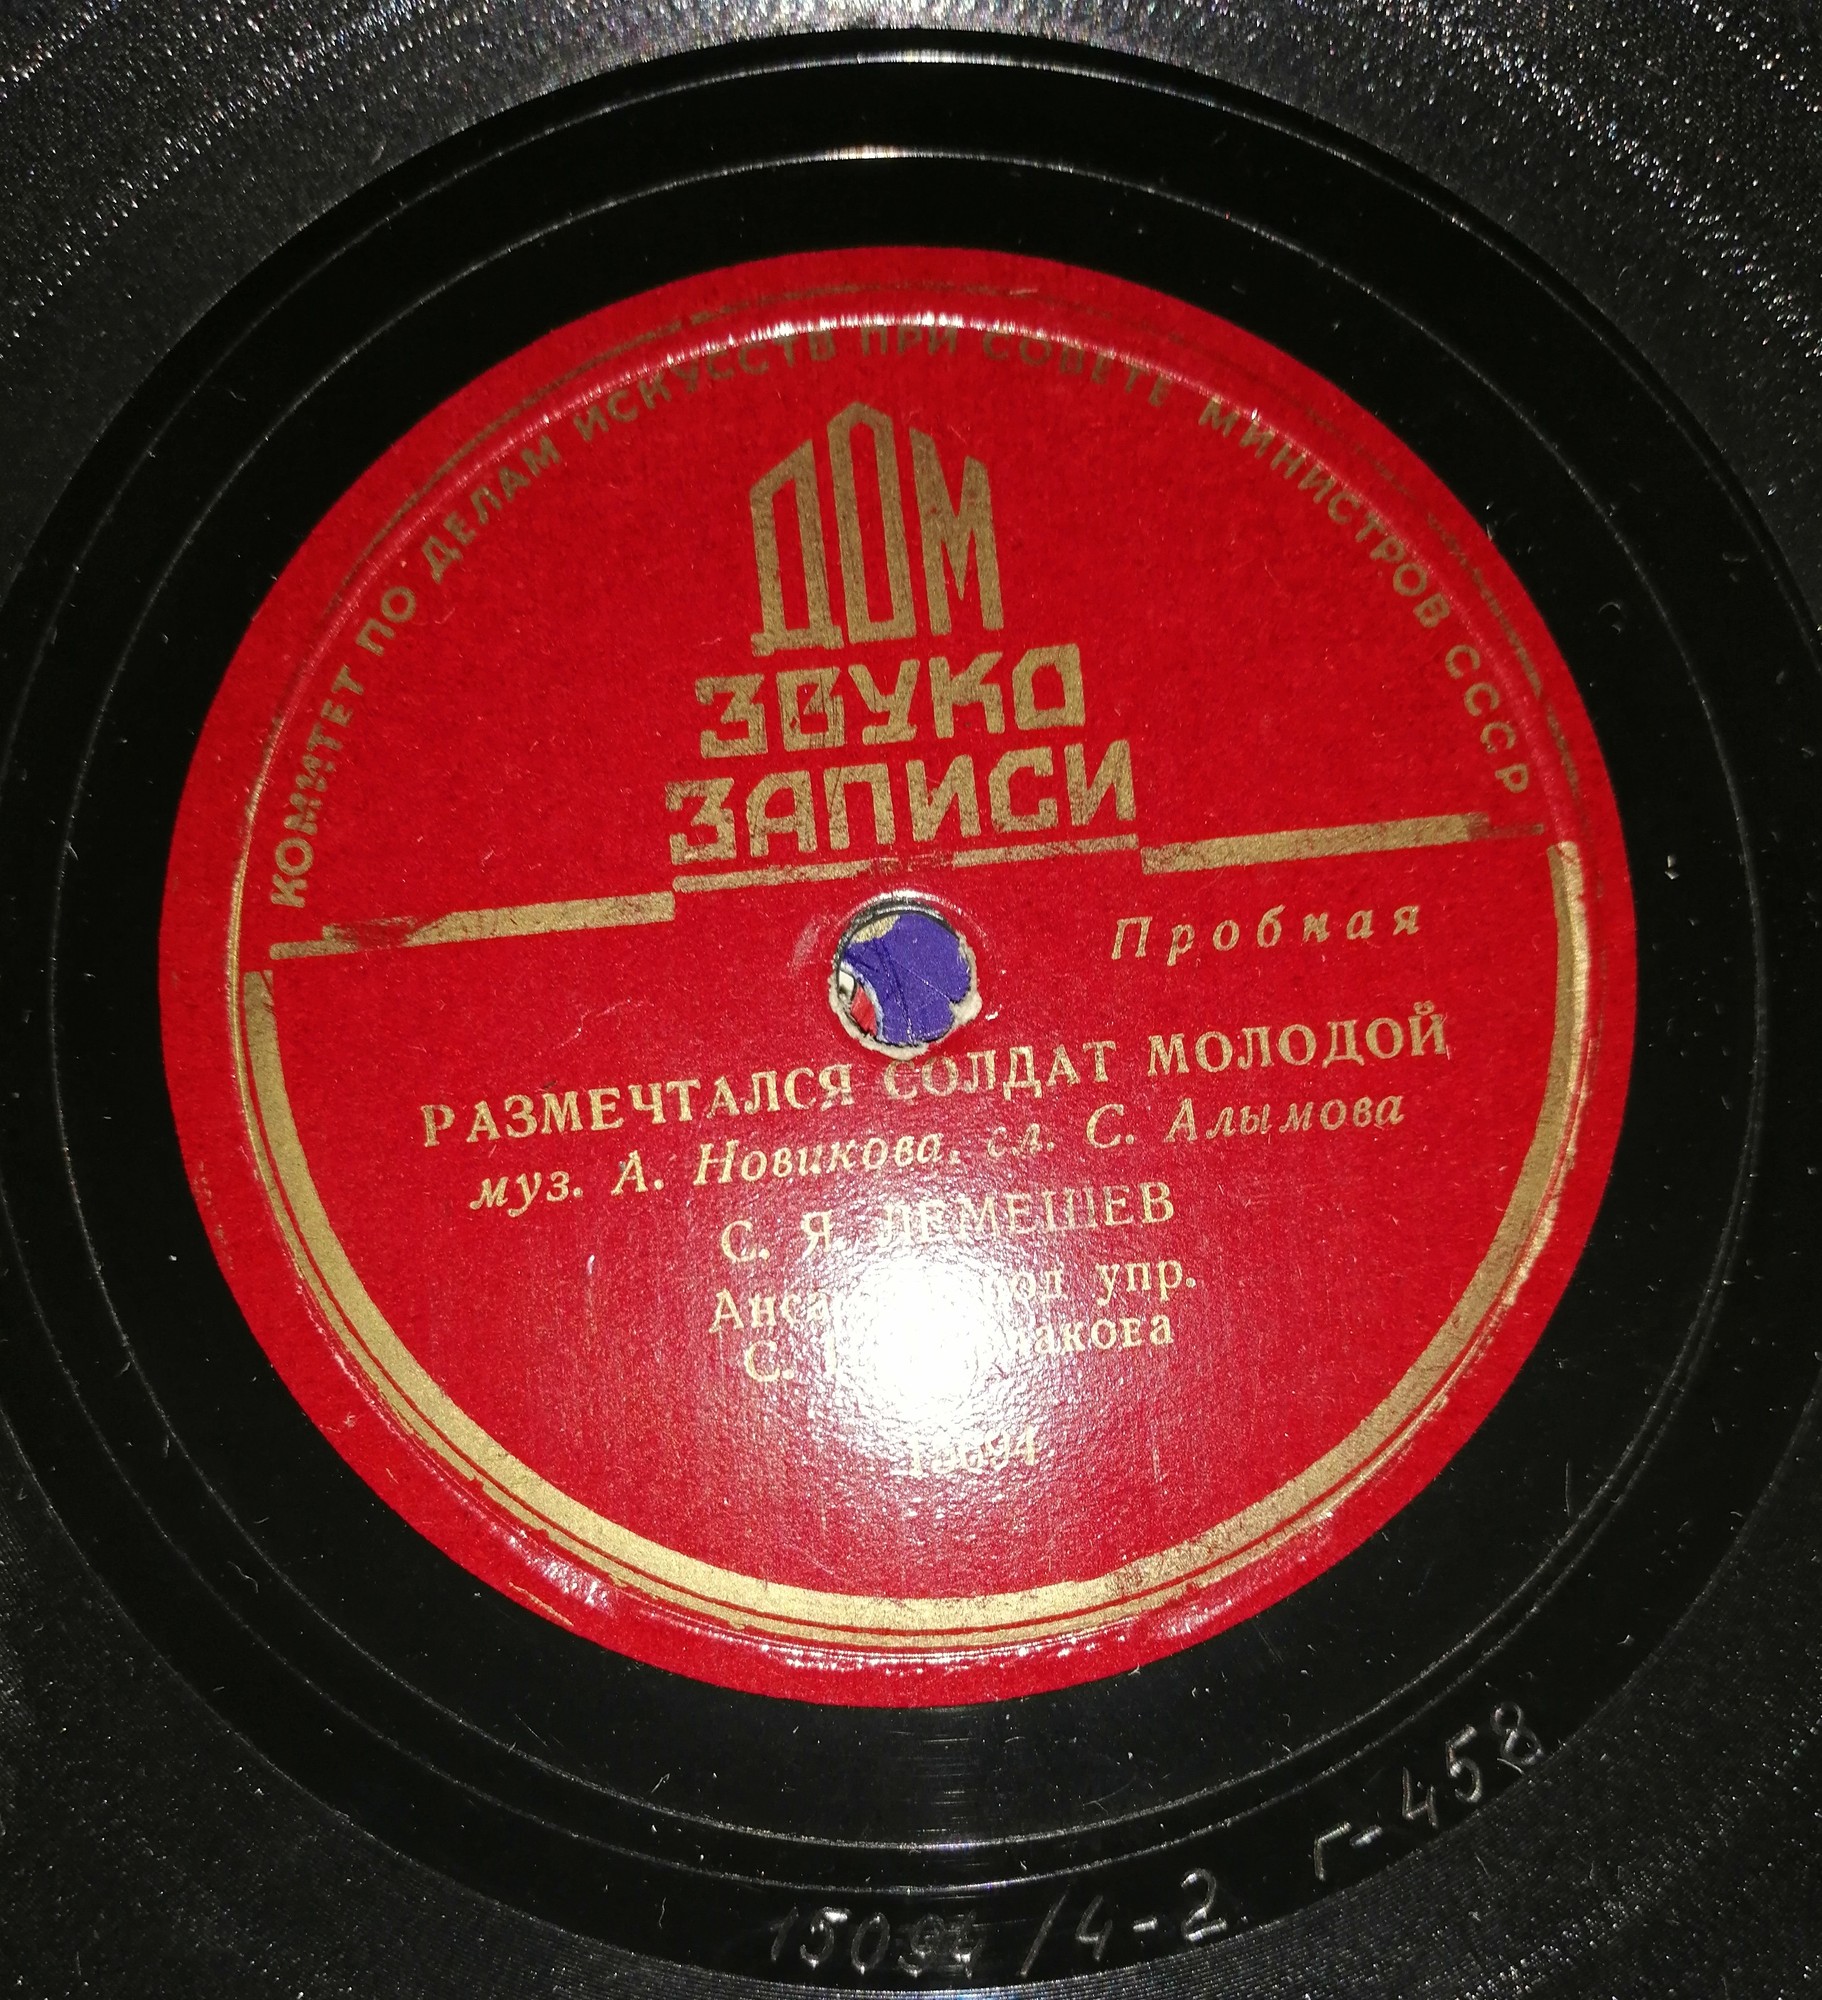 КОМИТЕТ ПО ДЕЛАМ ИСКУССТВ ПРИ СОВЕТЕ МИНИСТРОВ СССР
ДОМ
ЗВУКО
ЗАПИСИ
Пробная
РАЗМЕЧТАЛСЯ СОЛДАТ МОЛОДОЙ
муз. А. Новикова, сл. С. Алымова
С. Я. ЛЕМЕШЕВ
упр.
С.
15094
15094/4-2 г-458